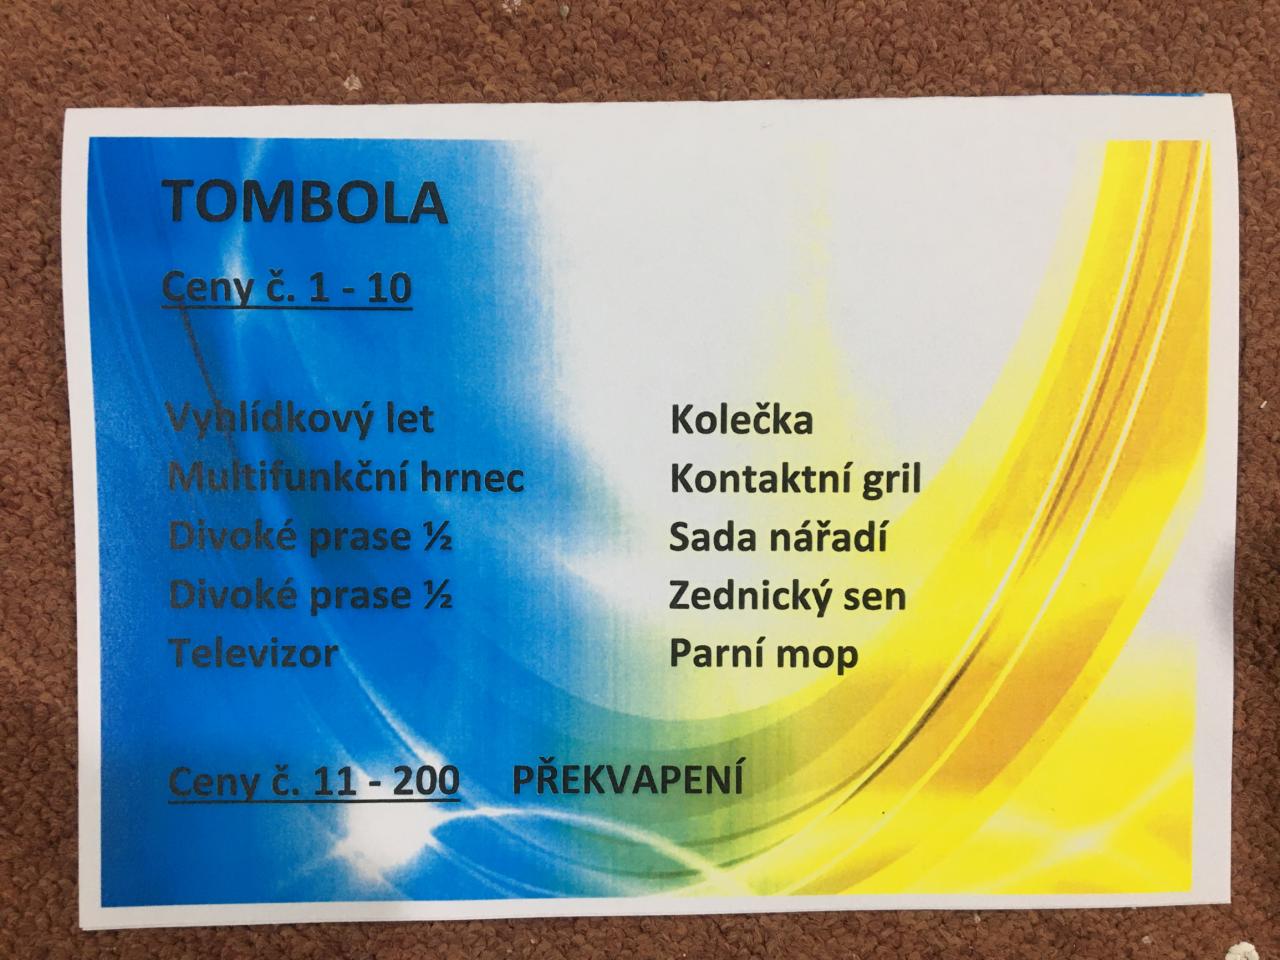 TOMBOLA
Ceny č. 1 - 10
Vyhlídkový let
Multifunkční hrnec
Divoké prase ½
Divoké prase ½
Televizor
Kolečka
Kontaktní gril
Sada nářadí
Zednický sen
Parní mop
Ceny č. 11 - 200 PŘEKVAPENÍ